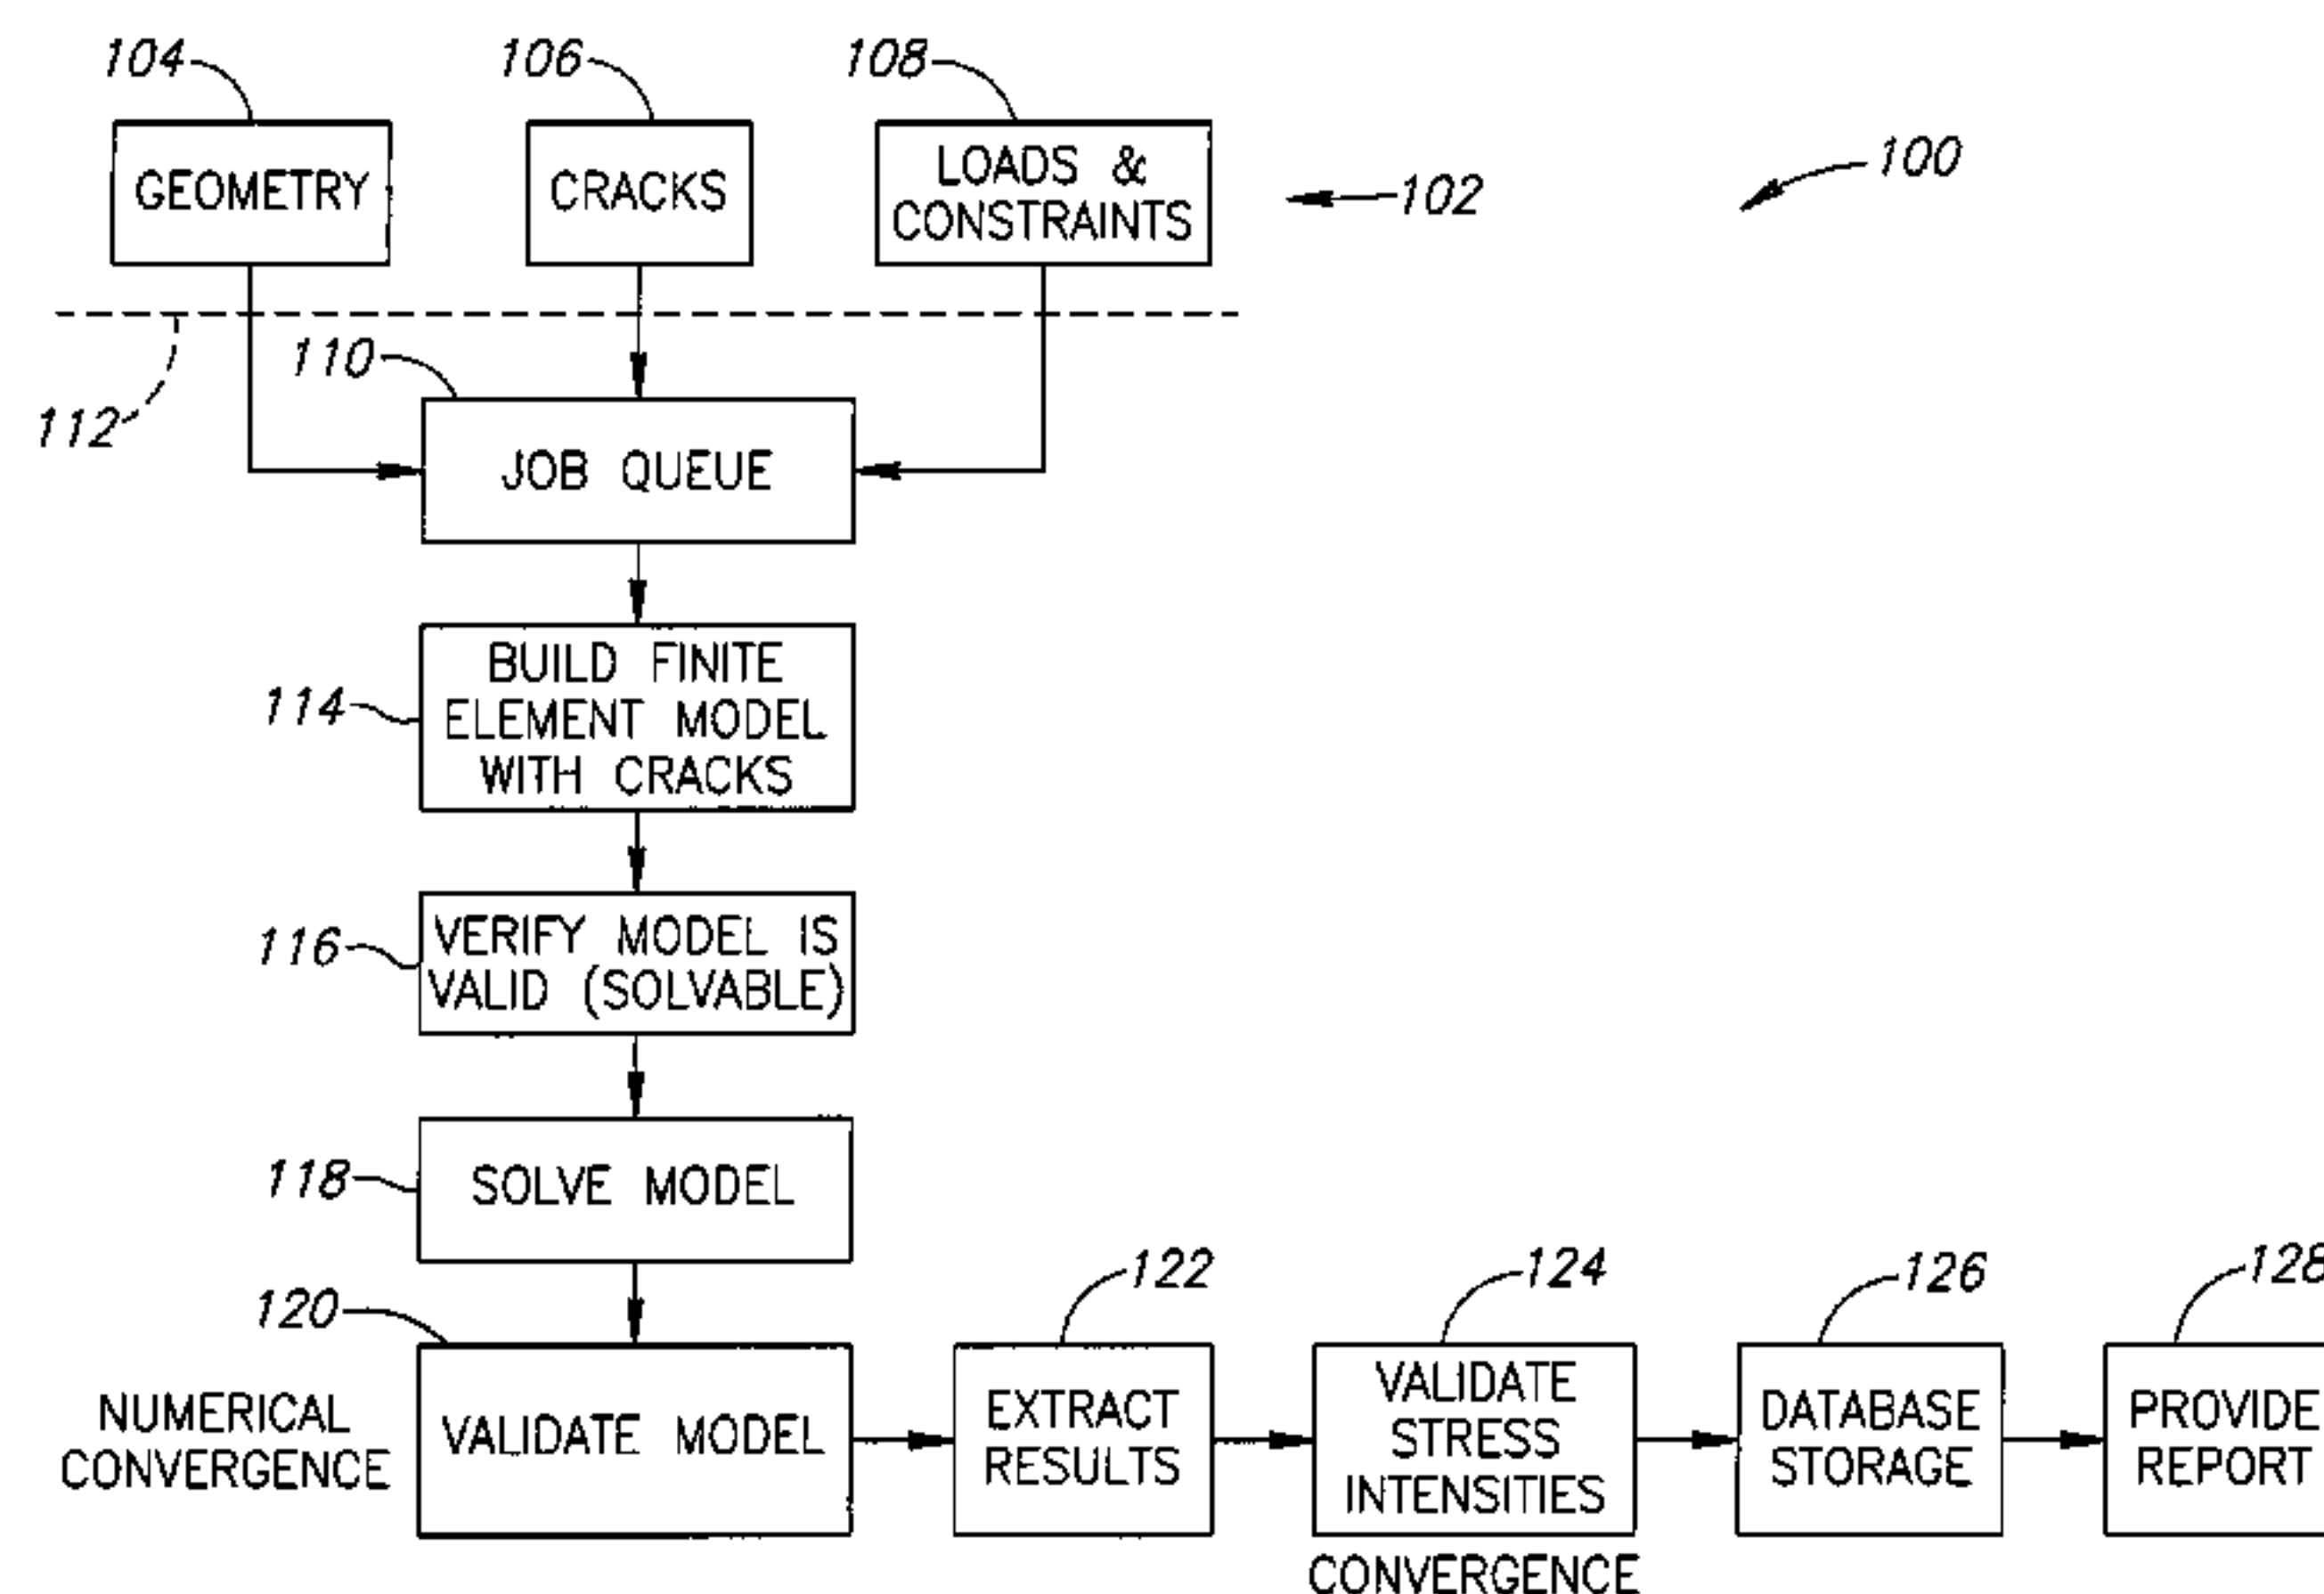 104
106
108
GEOMETRY
CRACKS
LOADS &
CONSTRAINTS
102
100
110
112
JOB QUEUE
114
BUILD FINITE
ELEMENT MODEL
WITH CRACKS
116
VERIFY MODEL IS
VALID (SOLVABLE)
118
SOLVE MODEL
120
122
124
126
128
NUMERICAL
CONVERGENCE
VALIDATE MODEL
EXTRACT
RESULTS
VALIDATE
STRESS
INTENSITIES
CONVERGENCE
DATABASE
STORAGE
PROVIDE
REPORT